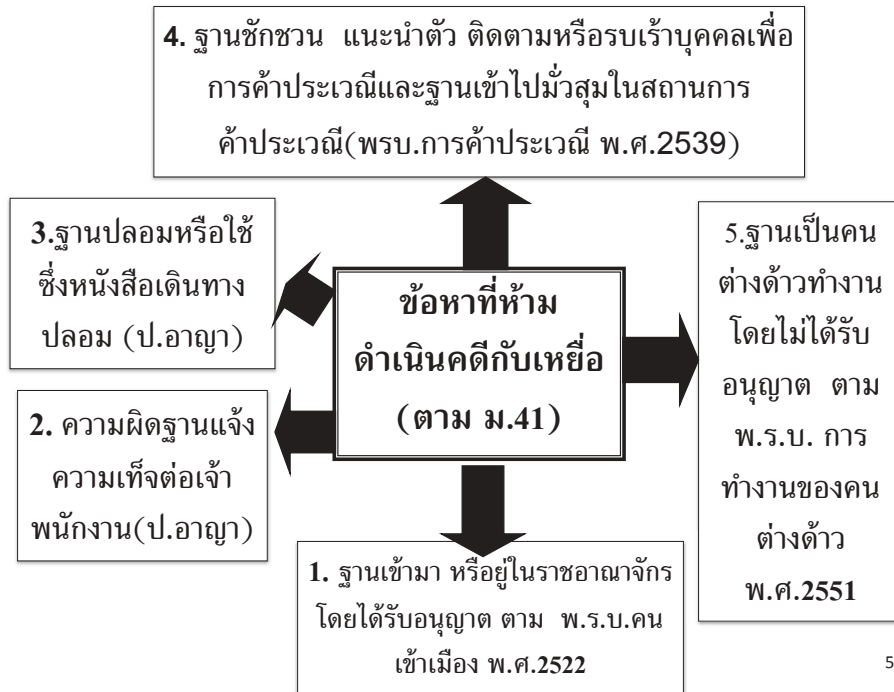 4. ฐานชักชวน แนะนำตัว ติดตามหรือรบเร้าบุคคลเพื่อ
การค้าประเวณีและฐานเข้าไปมั่วสุมในสถานการ
ค้าประเวณี(พรบ.การค้าประเวณี พ.ศ.2539)
3.ฐานปลอมหรือใช้
ซึ่งหนังสือเดินทาง
ปลอม (ป.อาญา)
ข้อหาที่ห้าม
ดำเนินคดีกับเหยื่อ
(ตาม ม.41)
5.ฐานเป็นคน
ต่างด้าวทำงาน
โดยไม่ได้รับ
อนุญาต ตาม
พ.ร.บ. การ
ทำงานของคน
ต่างด้าว
พ.ศ.2551
2. ความผิดฐานแจ้ง
ความเท็จต่อเจ้า
พนักงาน(ป.อาญา)
1. ฐานเข้ามา หรือยู่ในราชอาณาจักร
โดยได้รับอนุญาต ตาม พ.ร.บ.คน
เข้าเมือง พ.ศ.2522
5